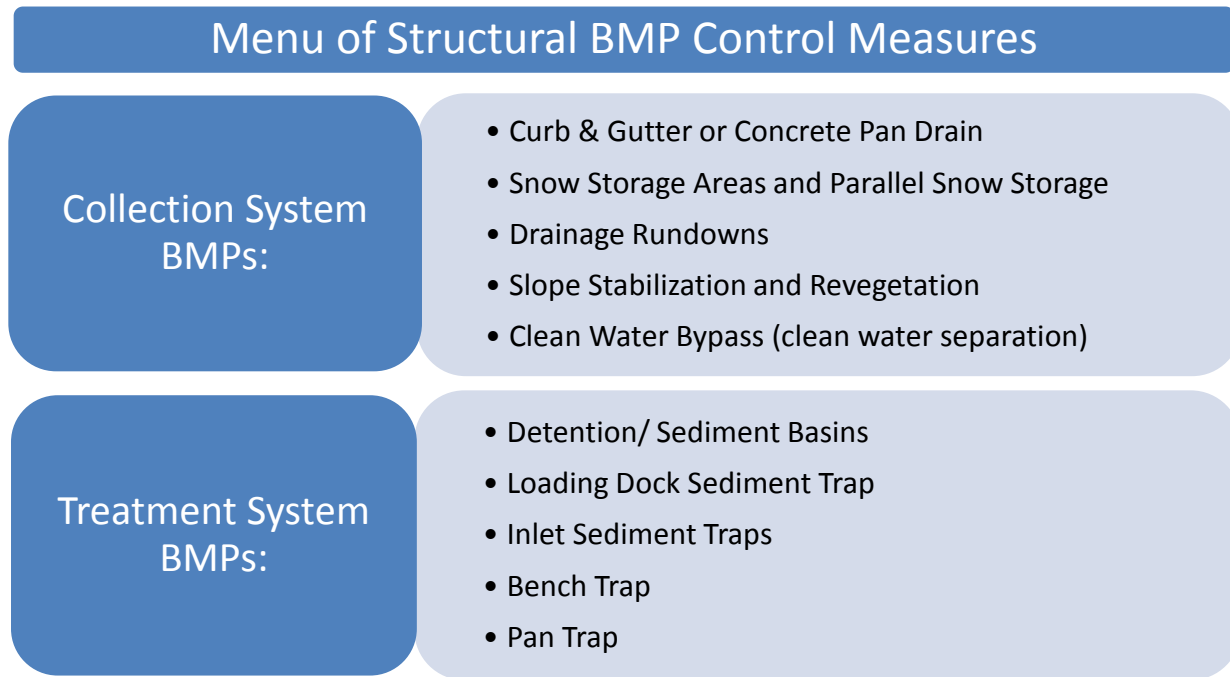 Menu of Structural BMP Control Measures
Collection System
BMPs:
• Curb & Gutter or Concrete Pan Drain
• Snow Storage Areas and Parallel Snow Storage
• Drainage Rundowns
• Slope Stabilization and Revegetation
• Clean Water Bypass (clean water separation)
Treatment System
BMPs:
• Detention/ Sediment Basins
• Loading Dock Sediment Trap
• Inlet Sediment Traps
• Bench Trap
• Pan Trap